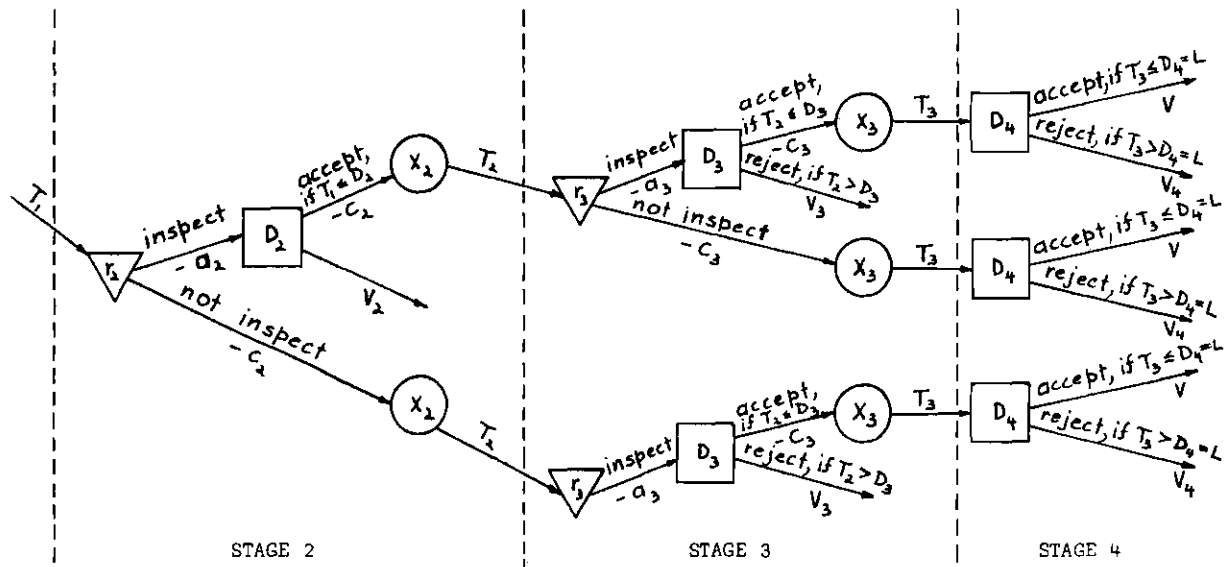 T₁
r₂
inspect
- a₂
D₂
accept,
if T₁ ≤ D₂
- C₂
X₂
V₂
not inspect
- C₂
X₂
T₂
T₂
r₃
inspect
- a₃
D₃
accept,
if T₂ ≤ D₃
- C₃
X₃
T₃
reject, if T₂ > D₃
V₃
not inspect
- C₃
X₃
T₃
D₄
accept, if T₃ ≤ D₄ = L
V
reject, if T₃ > D₄ = L
V₄
D₄
accept, if T₃ ≤ D₄ = L
V
reject, if T₃ > D₄ = L
V₄
r₃
inspect
- a₃
D₃
accept,
if T₂ ≤ D₃
- C₃
X₃
T₃
reject, if T₂ > D₃
V₃
D₄
accept, if T₃ ≤ D₄ = L
V
reject, if T₃ > D₄ = L
V₄
STAGE 2
STAGE 3
STAGE 4